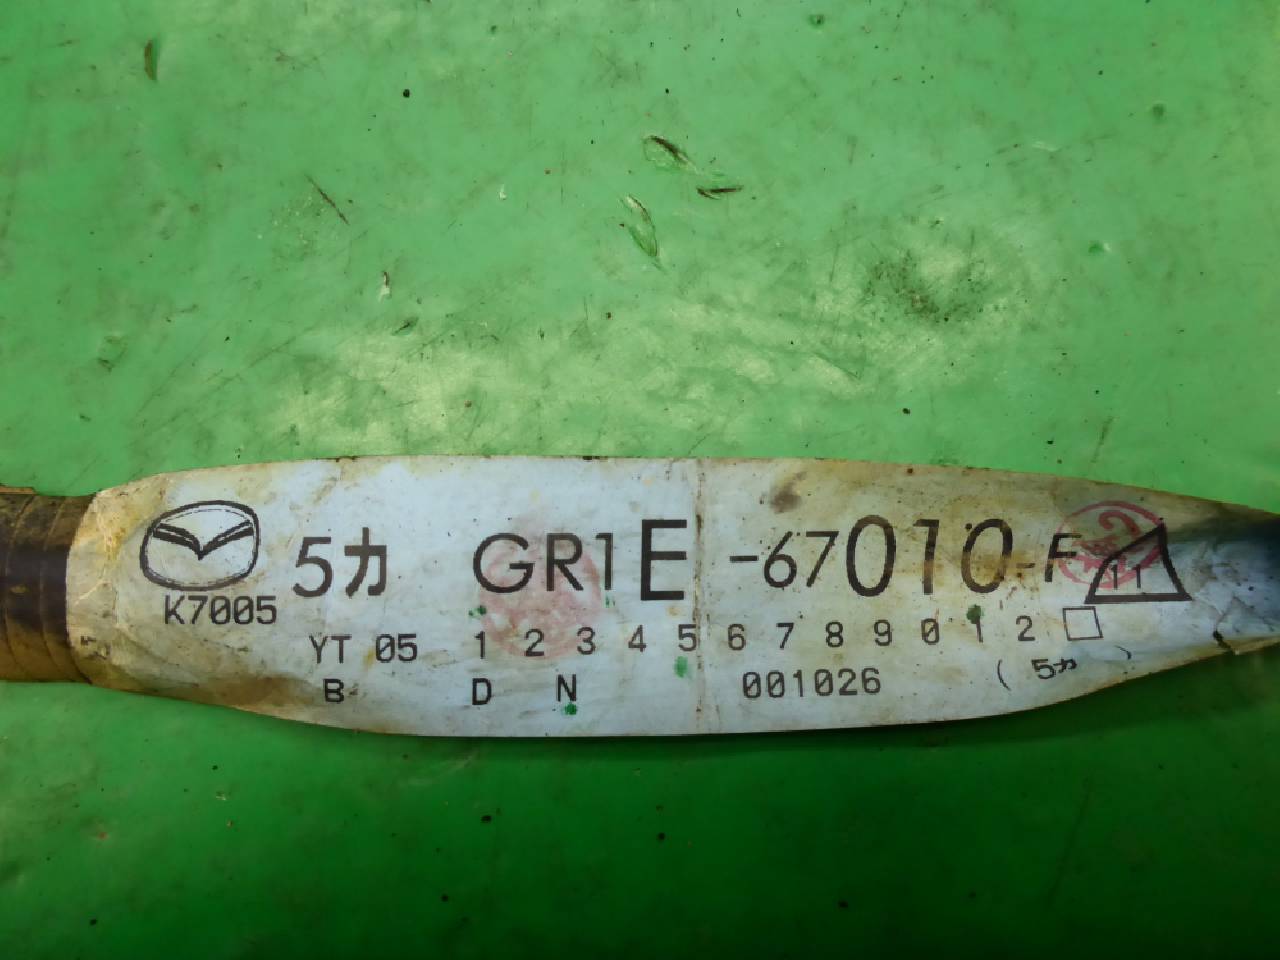 5カ GR1E-67010-F 11
K7005
YT 05 1 2 3 4 5 6 7 8 9 0 1 2 □
B D N 001026 (5カ)